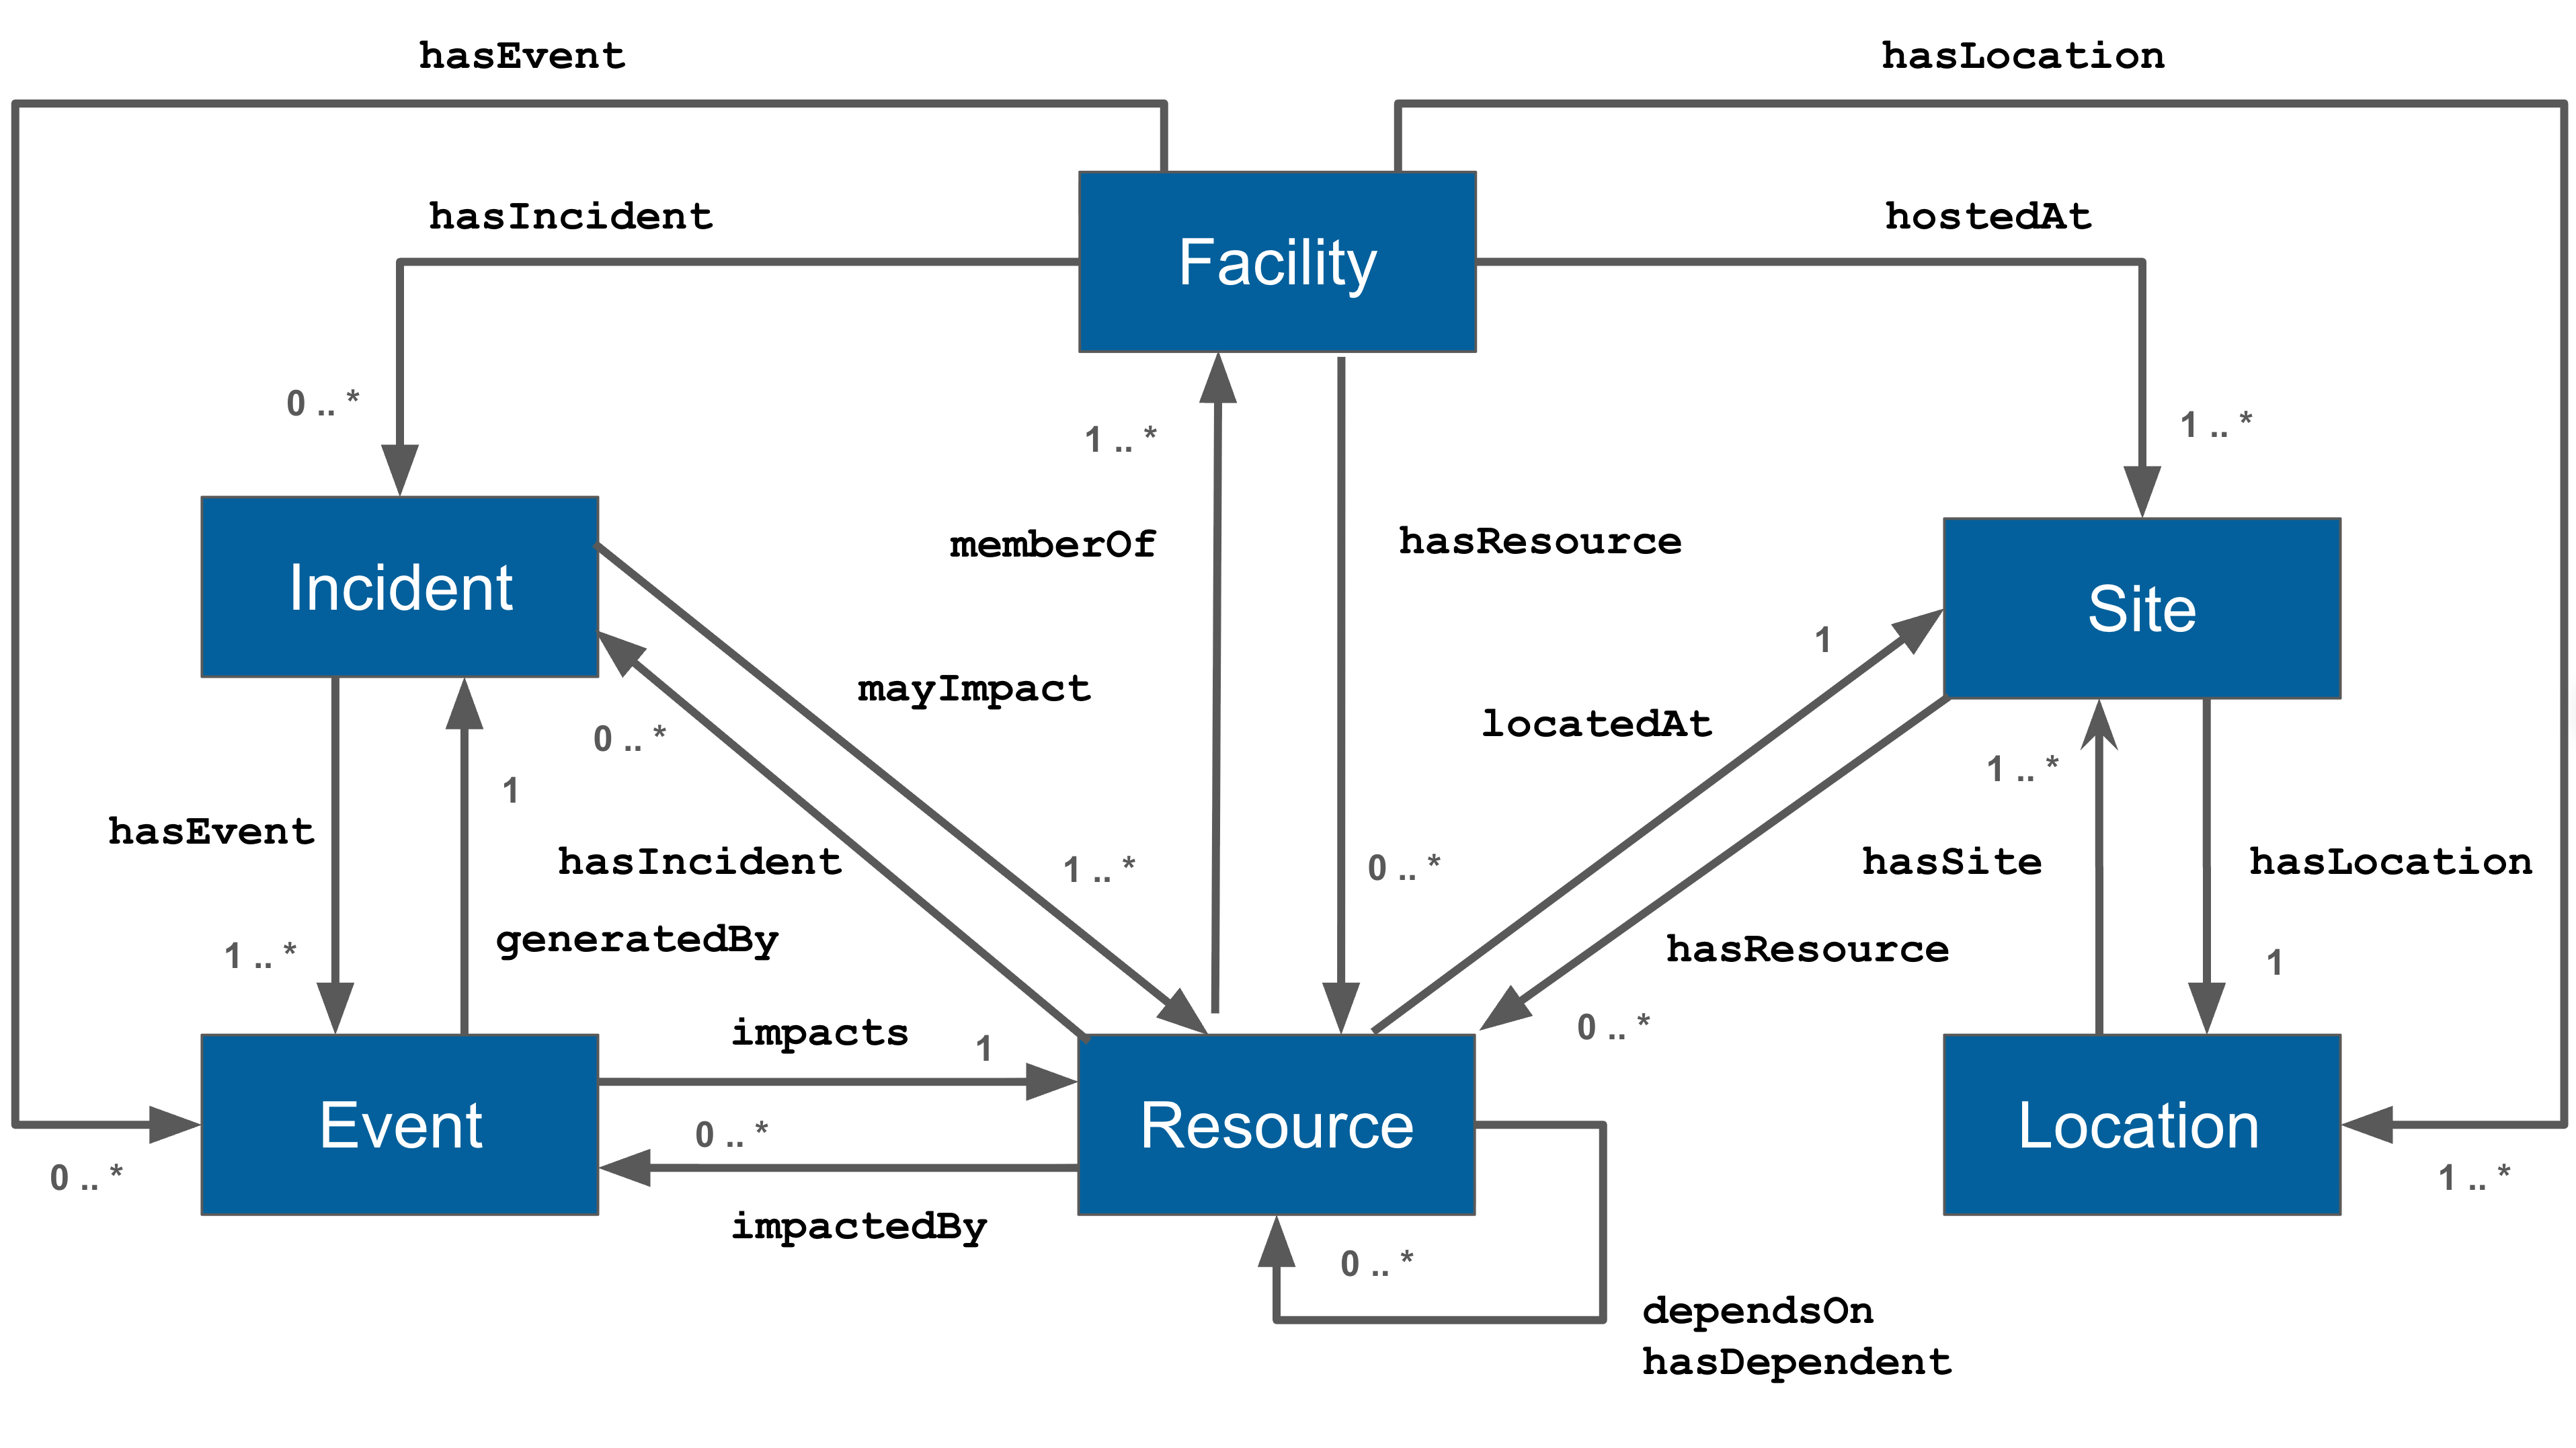 hasEvent
hasLocation
hasIncident
hostedAt
Facility
0 .. *
1 .. *
1 .. *
memberOf
hasResource
Incident
Site
1
mayImpact
locatedAt
0 .. *
1 .. *
1
hasEvent
hasIncident
1 .. *
0 .. *
hasSite
hasLocation
generatedBy
1 .. *
hasResource
1
impacts
1
0 .. *
Event
Resource
Location
0 .. *
0 .. *
1 .. *
impactedBy
0 .. *
dependsOn
hasDependent